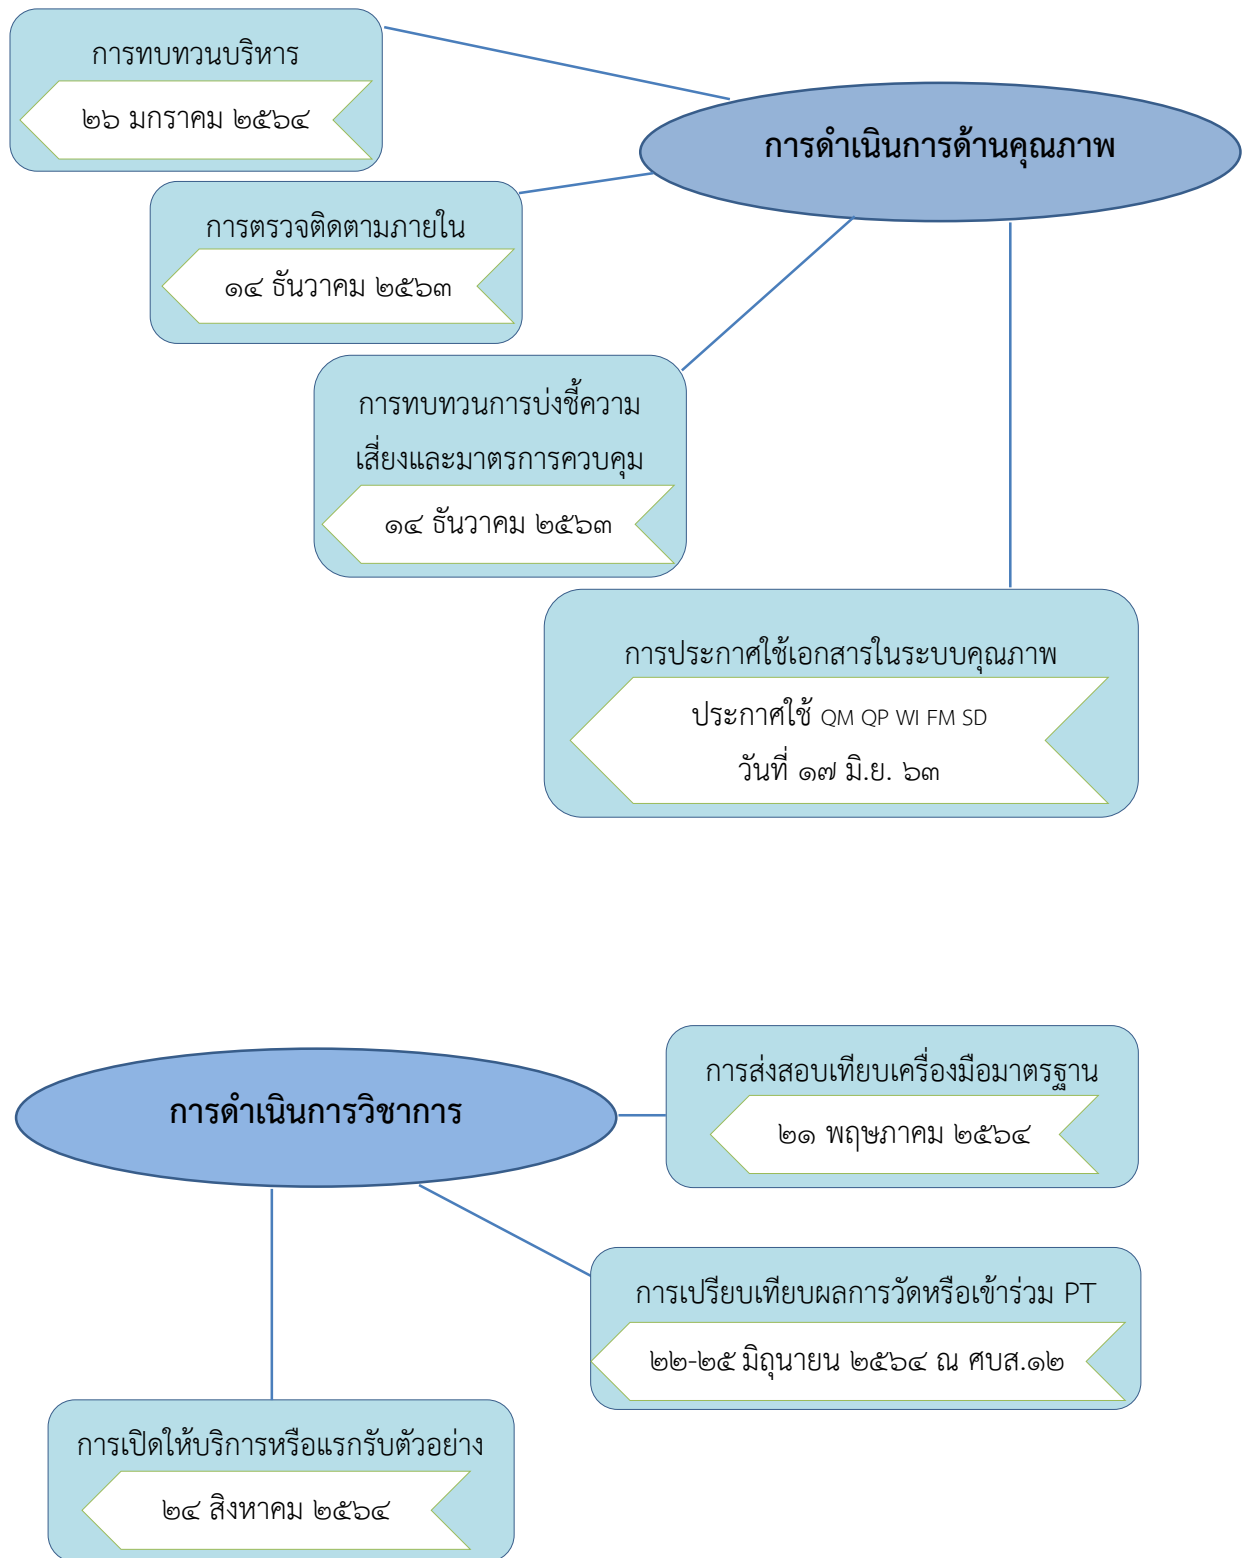 การทบทวนบริหาร
๒๖ มกราคม ๒๕๖๔
การดำเนินการด้านคุณภาพ
การตรวจติดตามภายใน
๑๔ ธันวาคม ๒๕๖๓
การทบทวนการบ่งชี้ความ
เสี่ยงและมาตรการควบคุม
๑๔ ธันวาคม ๒๕๖๓
การประกาศใช้เอกสารในระบบคุณภาพ
ประกาศใช้ QM QP WI FM SD
วันที่ ๑๗ มิ.ย. ๖๓
การดำเนินการวิชาการ
การส่งสอบเทียบเครื่องมือมาตรฐาน
๒๑ พฤษภาคม ๒๕๖๔
การเปรียบเทียบผลการวัดหรือเข้าร่วม PT
๒๒-๒๕ มิถุนายน ๒๕๖๔ ณ ศบส.๑๒
การเปิดให้บริการหรือแรกรับตัวอย่าง
๒๔ สิงหาคม ๒๕๖๔